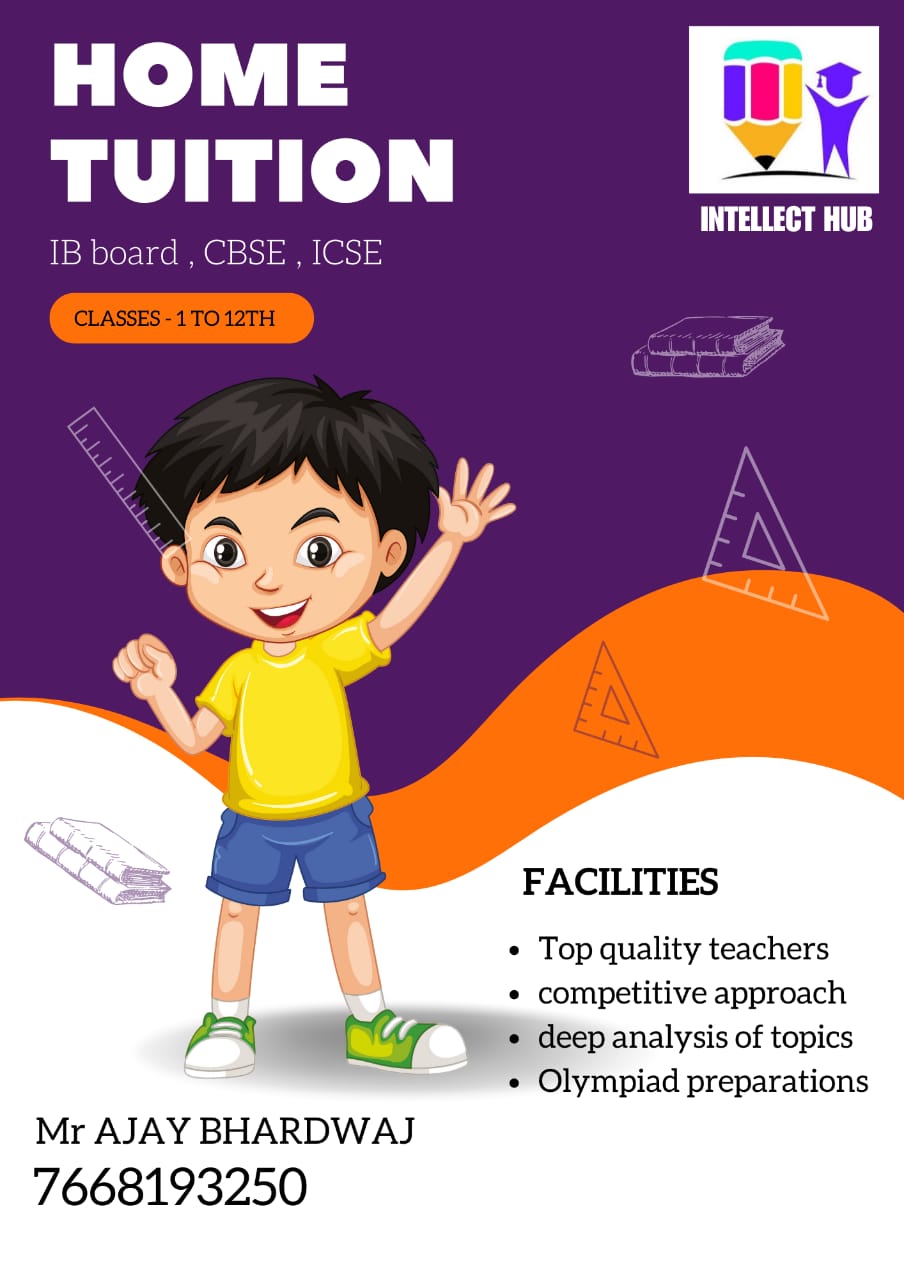 HOME
TUITION
IB board , CBSE , ICSE
CLASSES - 1 TO 12TH
INTELLECT HUB
FACILITIES
• Top quality teachers
• competitive approach
• deep analysis of topics
• Olympiad preparations
Mr AJAY BHARDWAJ
7668193250